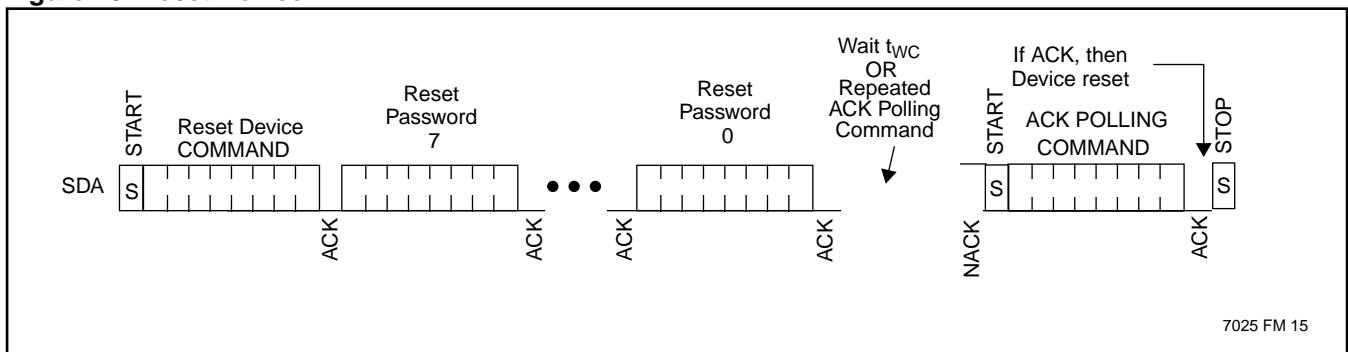 START
Reset Device
COMMAND
Reset
Password
7
Reset
Password
0
Wait tWC
OR
Repeated
ACK Polling
Command
START
ACK POLLING
COMMAND
If ACK, then
Device reset
STOP
SDA
S
S
S
ACK
ACK
ACK
ACK
NACK
ACK
7025 FM 15